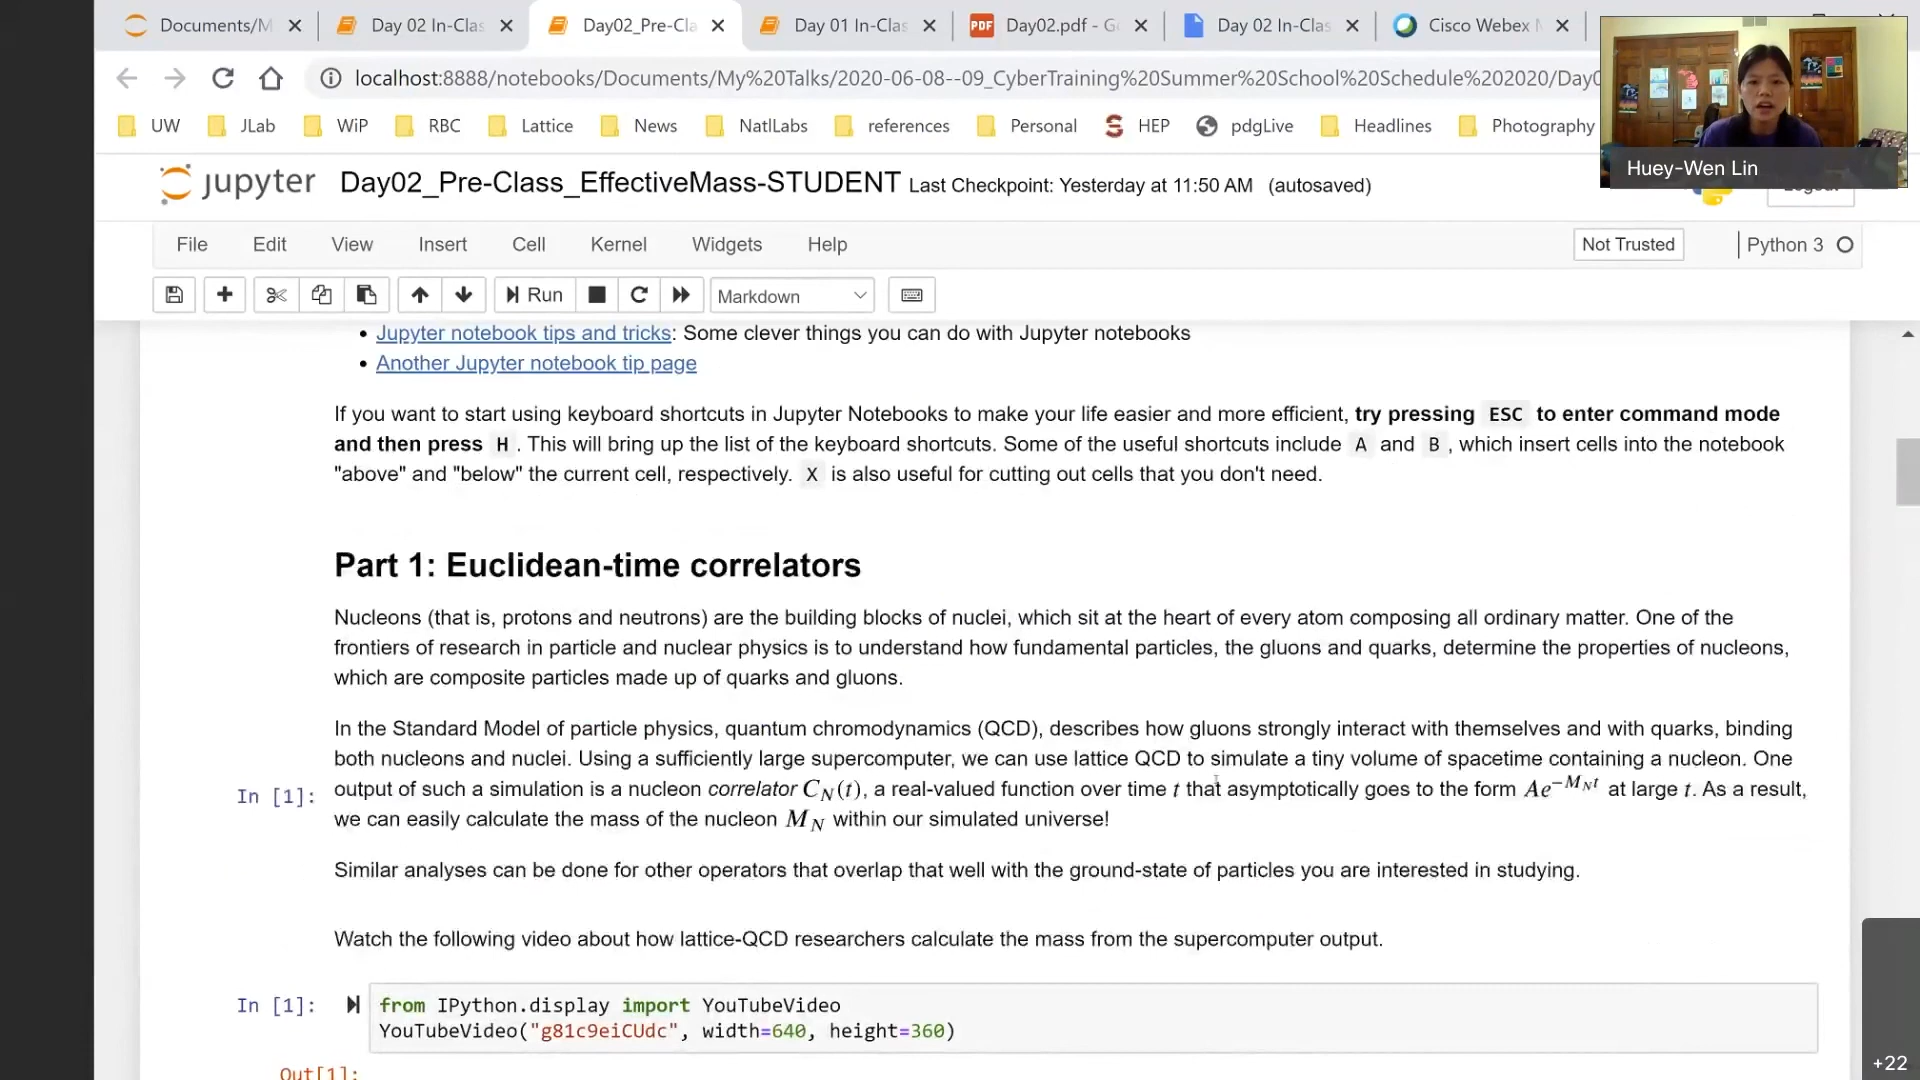 Documents/M
Day 02 In-Clas
Day02_Pre-Cla
Day 01 In-Clas
PDF
Day02.pdf - G
Day 02 In-Clas
Cisco Webex M
localhost:8888/notebooks/Documents/My%20Talks/2020-06-08--09_CyberTraining%20Summer%20School%20Schedule%202020/Day0
UW JLab WiP RBC Lattice News NatlLabs references Personal HEP pdgLive Headlines Photography
Huey-Wen Lin
jupyter Day02_Pre-Class_EffectiveMass-STUDENT Last Checkpoint: Yesterday at 11:50 AM (autosaved)
File Edit View Insert Cell Kernel Widgets Help Not Trusted Python 3
Run Markdown
• Jupyter notebook tips and tricks: Some clever things you can do with Jupyter notebooks
• Another Jupyter notebook tip page
If you want to start using keyboard shortcuts in Jupyter Notebooks to make your life easier and more efficient, try pressing ESC to enter command mode
and then press H . This will bring up the list of the keyboard shortcuts. Some of the useful shortcuts include A and B , which insert cells into the notebook
"above" and "below" the current cell, respectively. X is also useful for cutting out cells that you don't need.
Part 1: Euclidean-time correlators
Nucleons (that is, protons and neutrons) are the building blocks of nuclei, which sit at the heart of every atom composing all ordinary matter. One of the
frontiers of research in particle and nuclear physics is to understand how fundamental particles, the gluons and quarks, determine the properties of nucleons,
which are composite particles made up of quarks and gluons.
In the Standard Model of particle physics, quantum chromodynamics (QCD), describes how gluons strongly interact with themselves and with quarks, binding
both nucleons and nuclei. Using a sufficiently large supercomputer, we can use lattice QCD to simulate a tiny volume of spacetime containing a nucleon. One
In [1]: output of such a simulation is a nucleon correlator C_N(t), a real-valued function over time t that asymptotically goes to the form Ae^{-M_N t} at large t. As a result,
we can easily calculate the mass of the nucleon M_N within our simulated universe!
Similar analyses can be done for other operators that overlap that well with the ground-state of particles you are interested in studying.
Watch the following video about how lattice-QCD researchers calculate the mass from the supercomputer output.
In [1]: from IPython.display import YouTubeVideo
YouTubeVideo("g81c9eiCUdc", width=640, height=360)
Out[1]:
+22